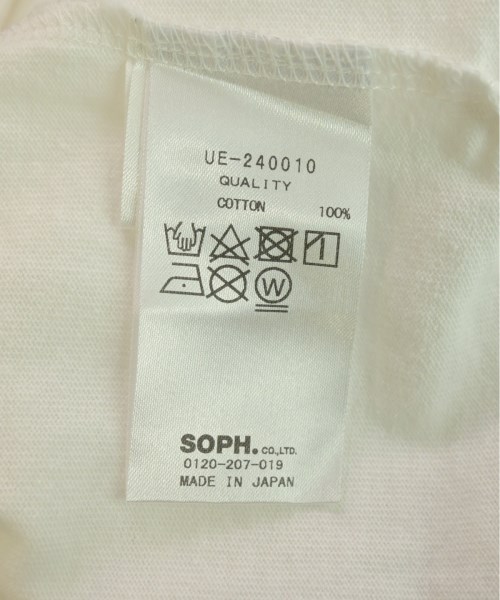 UE-240010
QUALITY
COTTON 100%
W
SOPH. CO.,LTD.
0120-207-019
MADE IN JAPAN